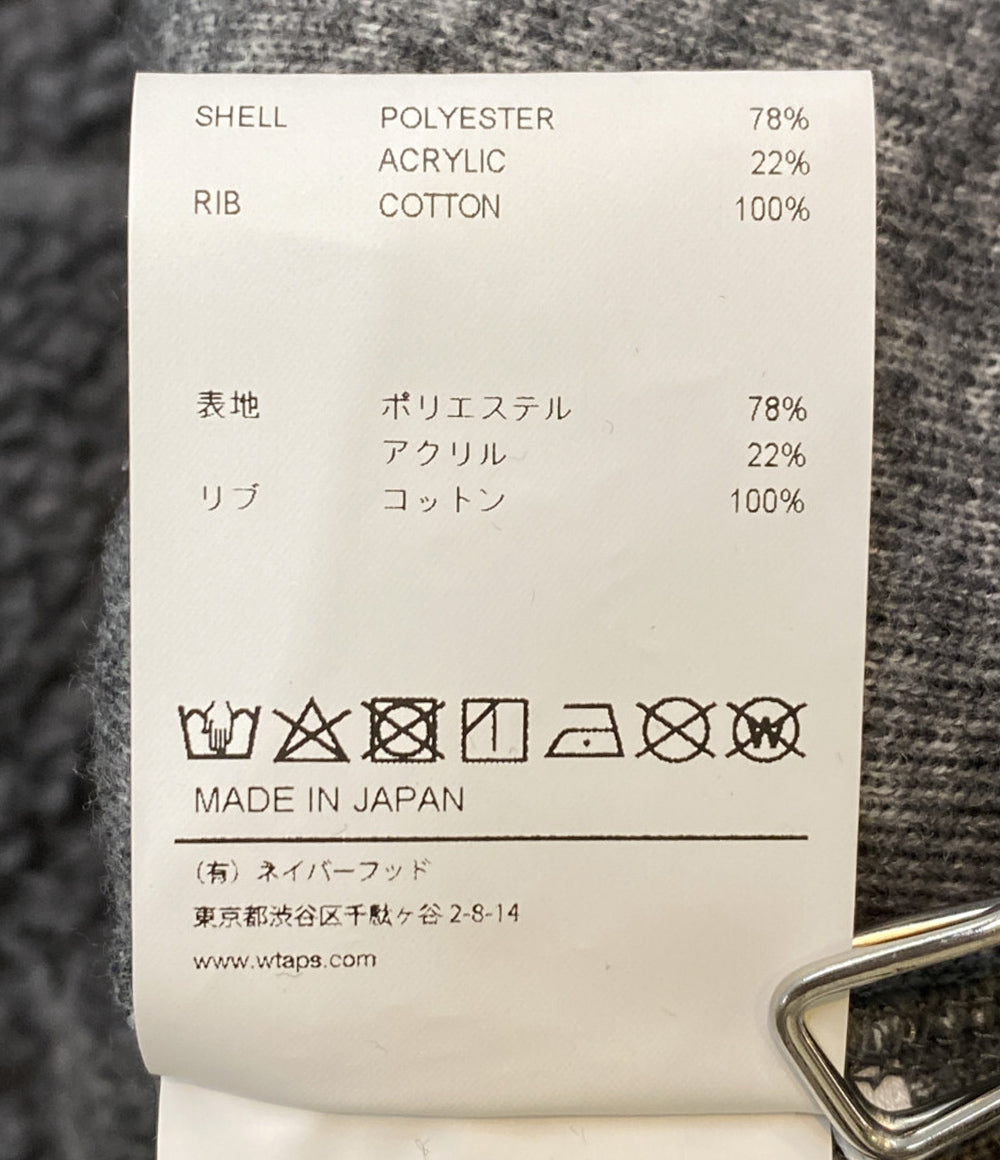 SHELL POLYESTER 78%
ACRYLIC 22%
RIB COTTON 100%
表地 ポリエステル 78%
アクリル 22%
リブ コットン 100%
W
MADE IN JAPAN
(有) ネイバーフッド
東京都渋谷区千駄ヶ谷 2-8-14
www.wtaps.com